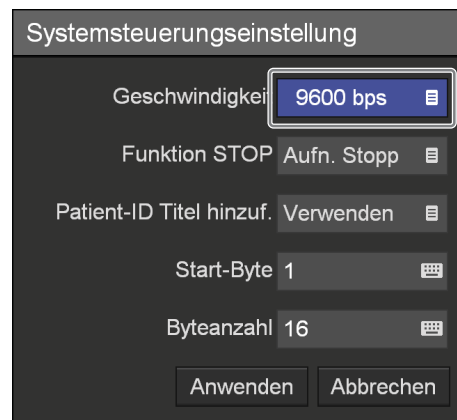 Systemsteuerungseinstellung
Geschwindigkeit 9600 bps
Funktion STOP Aufn. Stopp
Patient-ID Titel hinzuf. Verwenden
Start-Byte 1
Byteanzahl 16
Anwenden Abbrechen